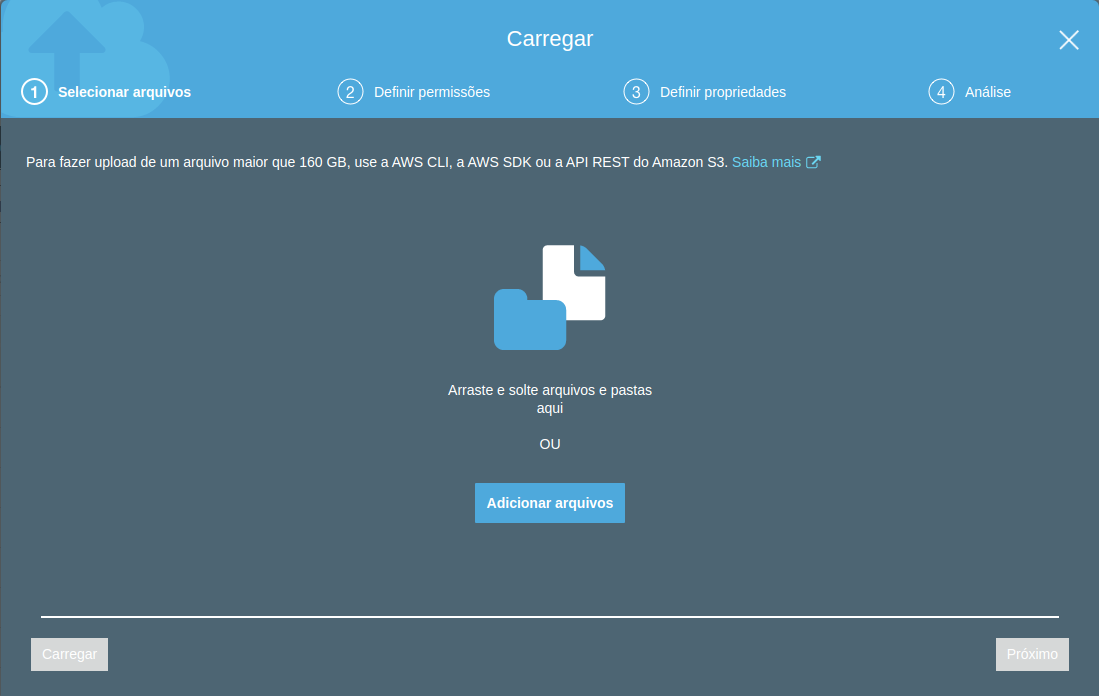 Carregar
1 Selecionar arquivos
2 Definir permissões
3 Definir propriedades
4 Análise
Para fazer upload de um arquivo maior que 160 GB, use a AWS CLI, a AWS SDK ou a API REST do Amazon S3. Saiba mais
Arraste e solte arquivos e pastas
aqui
OU
Adicionar arquivos
Carregar
Próximo